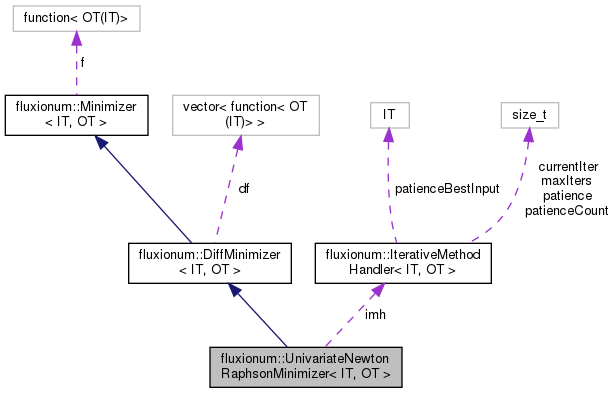 function< OT(IT)>
f
fluxionum::Minimizer
< IT, OT >
vector< function< OT
(IT)> >
IT
size_t
df
patienceBestInput
currentIter
maxIters
patience
patienceCount
fluxionum::DiffMinimizer
< IT, OT >
fluxionum::IterativeMethod
Handler< IT, OT >
imh
fluxionum::UnivariateNewton
RaphsonMinimizer< IT, OT >